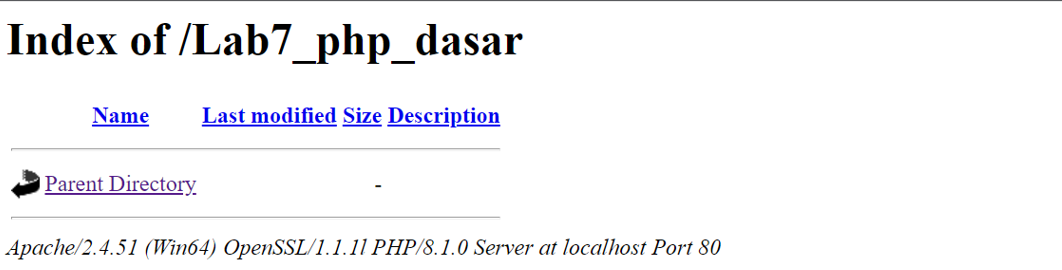 Index of /Lab7_php_dasar
Name Last modified Size Description
Parent Directory -
Apache/2.4.51 (Win64) OpenSSL/1.1.1l PHP/8.1.0 Server at localhost Port 80